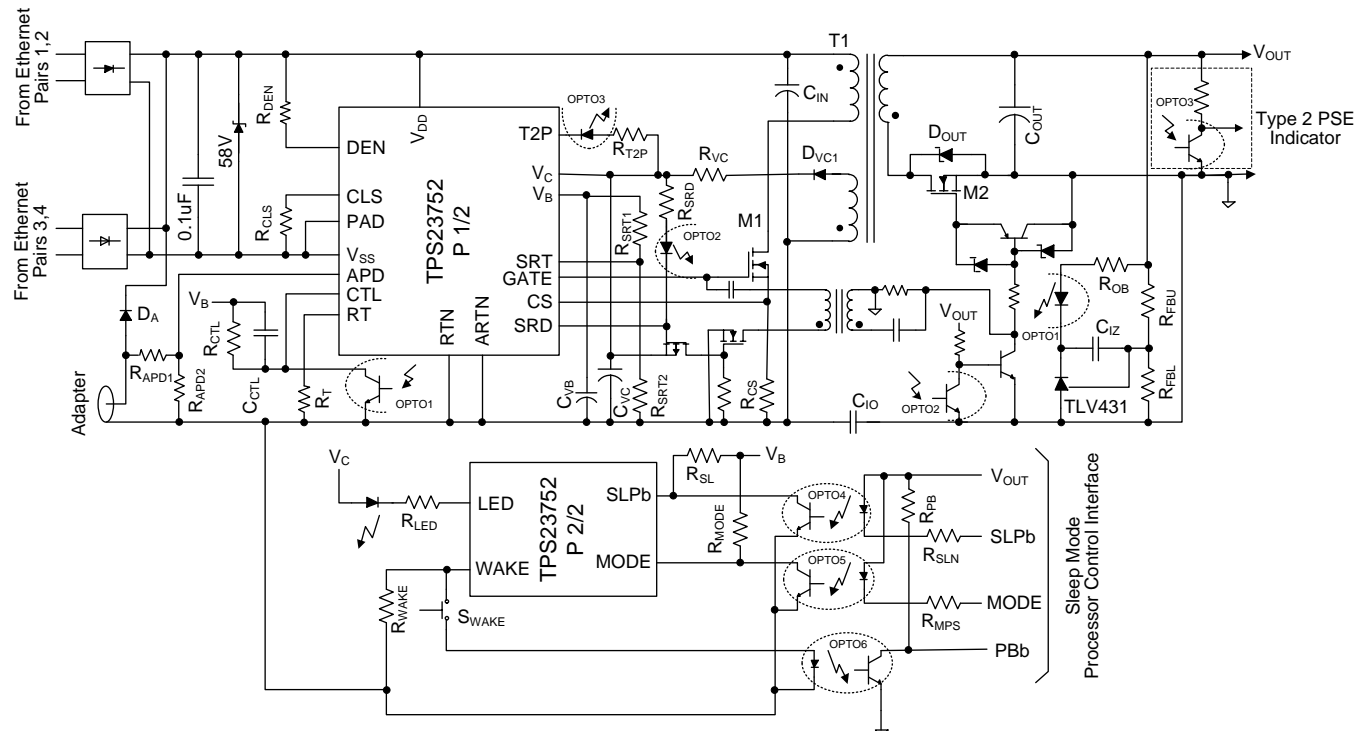 From Ethernet
Pairs 1,2
From Ethernet
Pairs 3,4
58V
0.1uF
R_DEN
R_CLS
DEN
CLS
PAD
V_SS
APD
CTL
RT
V_DD
TPS23752
P 1/2
RTN
ARTN
T2P
V_C
V_B
SRT
GATE
CS
SRD
OPTO3
R_T2P
R_VC
D_VC1
R_SRT1
R_SRD
OPTO2
M1
T1
C_IN
C_OUT
D_OUT
M2
V_OUT
OPTO3
Type 2 PSE
Indicator
R_OB
R_FBU
R_FBL
C_IZ
OPTO1
TLV431
V_OUT
OPTO2
C_IO
R_CS
R_SRT2
C_VC
C_VB
D_A
R_APD1
R_APD2
Adapter
V_B
R_CTL
C_CTL
R_T
OPTO1
V_C
R_LED
LED
WAKE
TPS23752
P 2/2
SLPb
MODE
R_SL
V_B
R_MODE
R_WAKE
S_WAKE
OPTO4
OPTO5
OPTO6
R_PB
V_OUT
R_SLN
SLPb
R_MPS
MODE
PBb
Sleep Mode
Processor Control Interface